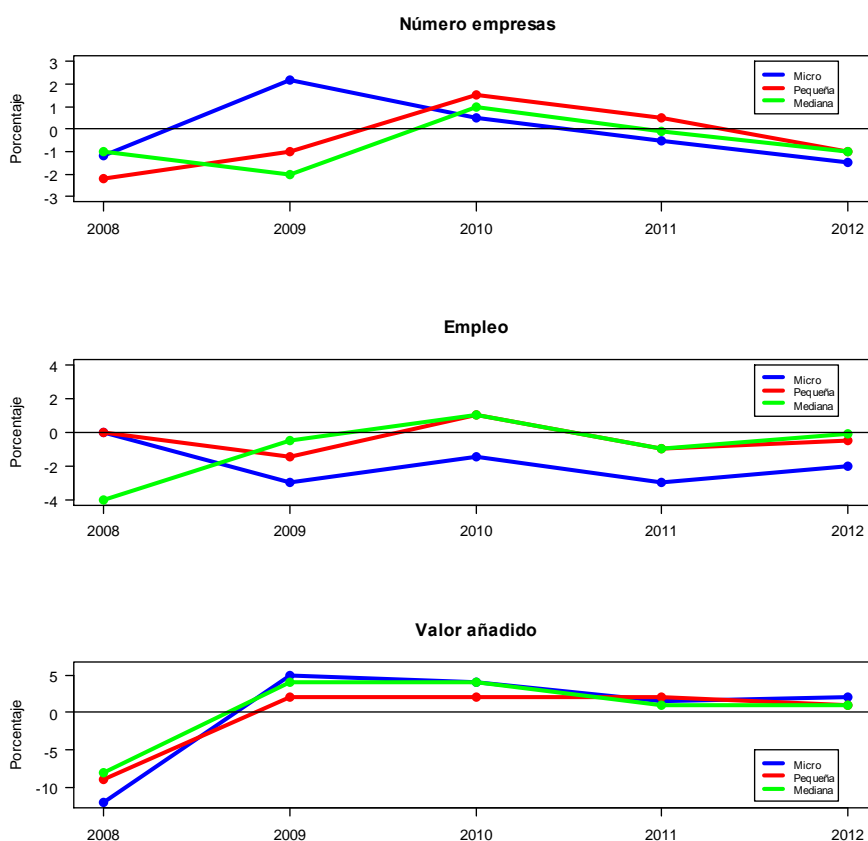 Número empresas
Porcentaje
3
2
1
0
-1
-2
-3
Micro
Pequeña
Mediana
2008 2009 2010 2011 2012
Empleo
Porcentaje
4
2
0
-2
-4
Micro
Pequeña
Mediana
2008 2009 2010 2011 2012
Valor añadido
Porcentaje
5
0
-5
-10
Micro
Pequeña
Mediana
2008 2009 2010 2011 2012